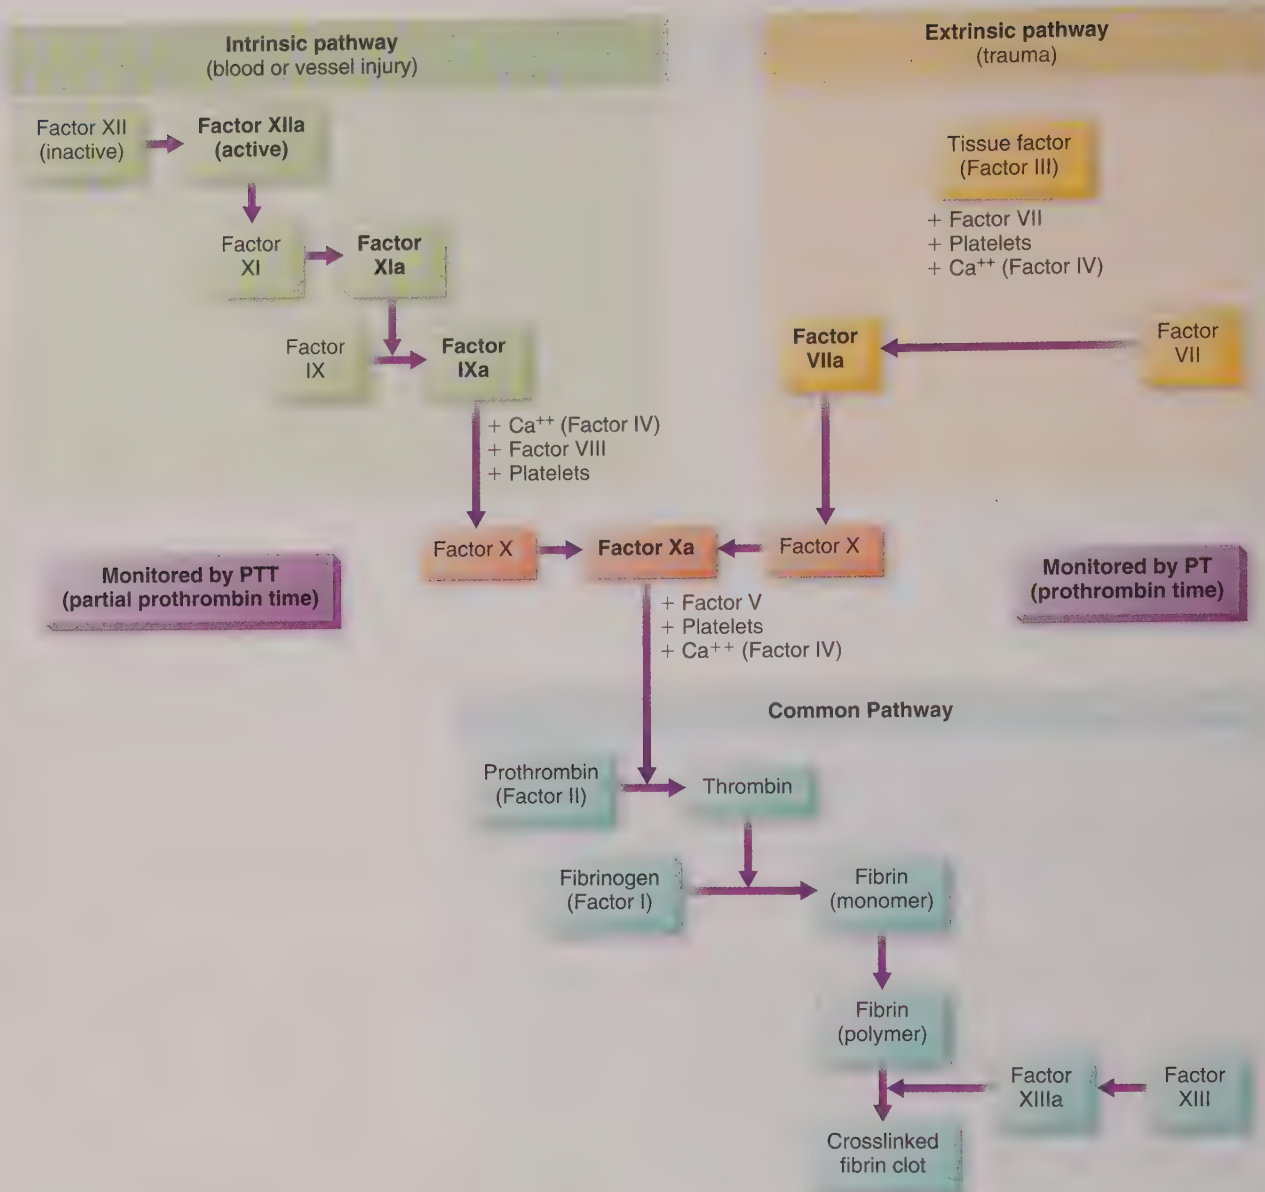 Intrinsic pathway
(blood or vessel injury)
Factor XII
(inactive)
Factor XIIa
(active)
Factor
XI
Factor
XIa
Factor
IX
Factor
IXa
+ Ca⁺⁺ (Factor IV)
+ Factor VIII
+ Platelets
Extrinsic pathway
(trauma)
Tissue factor
(Factor III)
+ Factor VII
+ Platelets
+ Ca⁺⁺ (Factor IV)
Factor
VIIa
Factor
VII
Factor X
Factor Xa
Factor X
Monitored by PTT
(partial prothrombin time)
Monitored by PT
(prothrombin time)
+ Factor V
+ Platelets
+ Ca⁺⁺ (Factor IV)
Common Pathway
Prothrombin
(Factor II)
Thrombin
Fibrinogen
(Factor I)
Fibrin
(monomer)
Fibrin
(polymer)
Factor
XIIIa
Factor
XIII
Crosslinked
fibrin clot